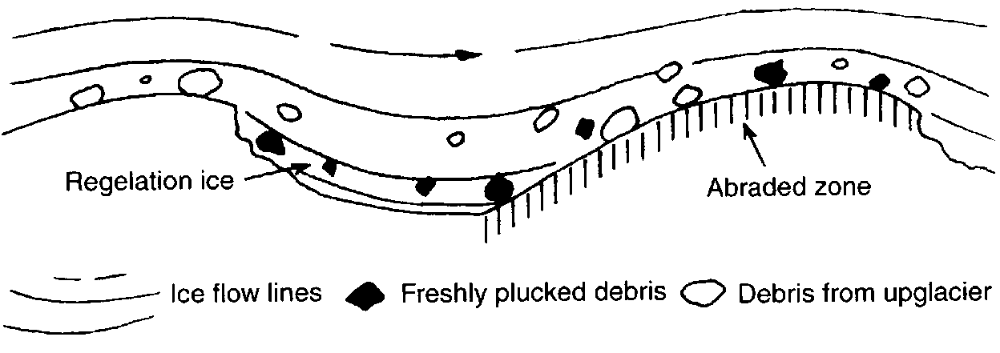 Regelation ice
Abraded zone
Ice flow lines
Freshly plucked debris
Debris from upglacier